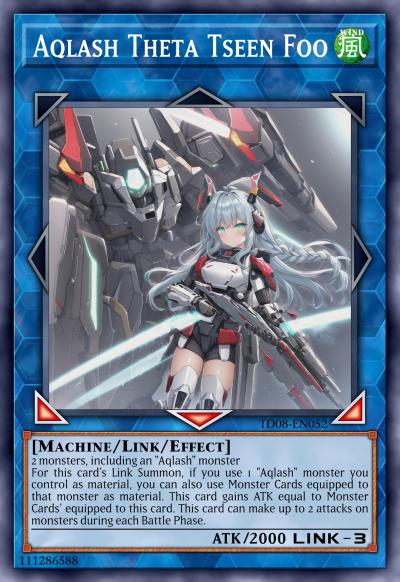 Aqlash Theta Tseen Foo
WIND
風
TD08-EN052
[Machine/Link/Effect]
2 monsters, including an "Aqlash" monster
For this card's Link Summon, if you use 1 "Aqlash" monster you
control as material, you can also use Monster Cards equipped to
that monster as material. This card gains ATK equal to Monster
Cards' equipped to this card. This card can make up to 2 attacks on
monsters during each Battle Phase.
ATK/2000 LINK-3
111286588